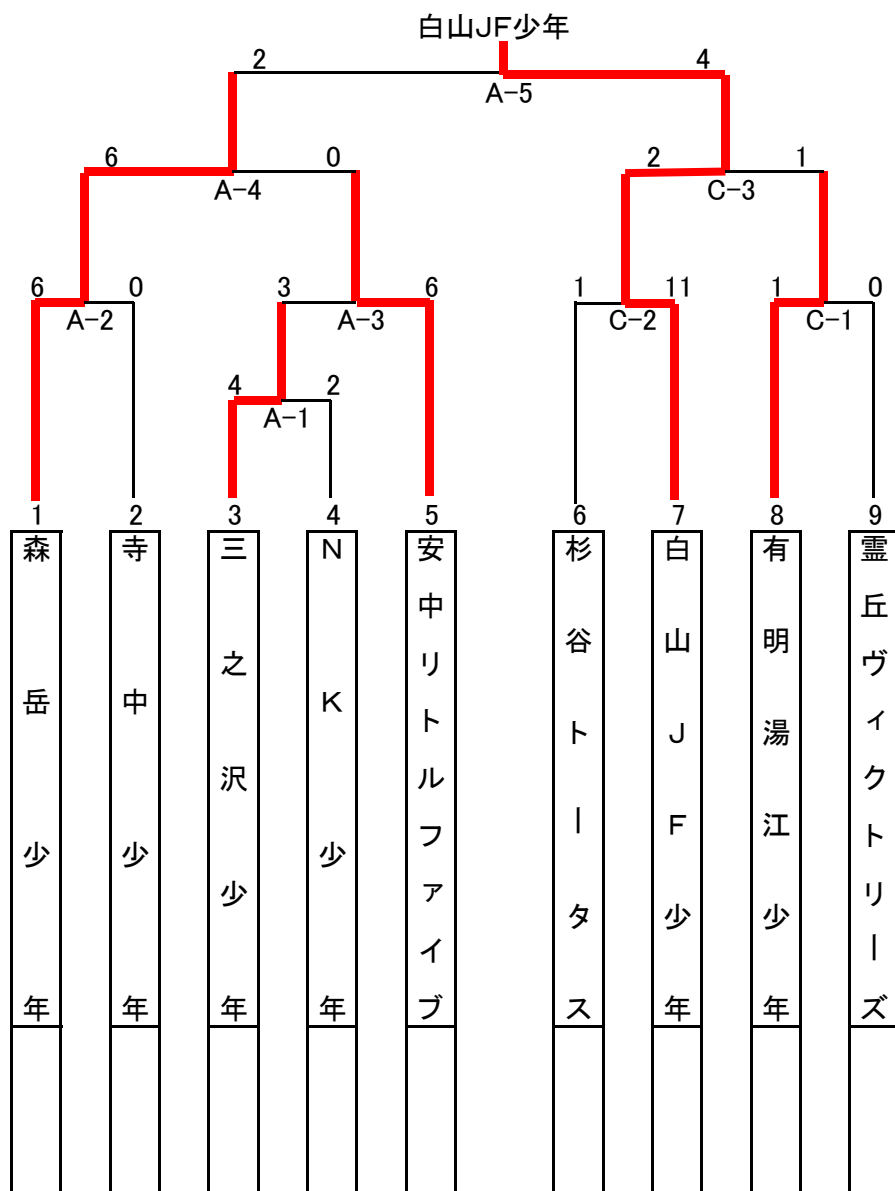 白山JF少年
2 4
A-5
6 0 2 1
A-4 C-3
6 0 3 6 1 11 1 0
A-2 A-3 C-2 C-1
4 2
A-1
1 2 3 4 5 6 7 8 9
森岳少年
寺中少年
三之沢少年
NK少年
安中リトルファイブ
杉谷トータス
白山JF少年
有明湯江少年
霊丘ヴィクトリーズ